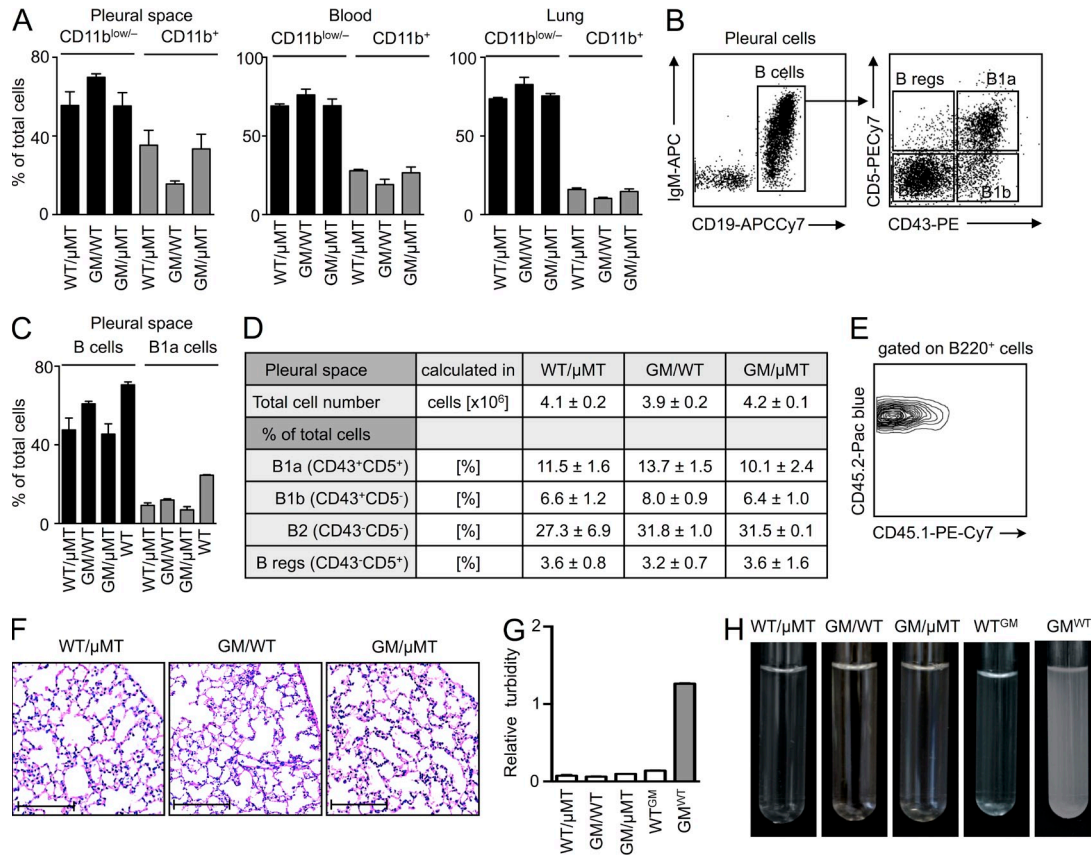 A
Pleural space
CD11b^low/– CD11b⁺
% of total cells
80
40
0
WT/μMT
GM/WT
GM/μMT
WT/μMT
GM/WT
GM/μMT
Blood
CD11b^low/– CD11b⁺
100
50
0
WT/μMT
GM/WT
GM/μMT
WT/μMT
GM/WT
GM/μMT
Lung
CD11b^low/– CD11b⁺
100
50
0
WT/μMT
GM/WT
GM/μMT
WT/μMT
GM/WT
GM/μMT
B
Pleural cells
B cells
IgM-APC
CD19-APCCy7
B regs B1a
B1b
CD5-PECy7
CD43-PE
C
Pleural space
B cells B1a cells
% of total cells
80
40
0
WT/μMT
GM/WT
GM/μMT
WT
WT/μMT
GM/WT
GM/μMT
WT
D
Pleural space calculated in WT/μMT GM/WT GM/μMT
Total cell number cells [x10⁶] 4.1 ± 0.2 3.9 ± 0.2 4.2 ± 0.1
% of total cells
B1a (CD43⁺CD5⁺) [%] 11.5 ± 1.6 13.7 ± 1.5 10.1 ± 2.4
B1b (CD43⁺CD5⁻) [%] 6.6 ± 1.2 8.0 ± 0.9 6.4 ± 1.0
B2 (CD43⁻CD5⁻) [%] 27.3 ± 6.9 31.8 ± 1.0 31.5 ± 0.1
B regs (CD43⁻CD5⁺) [%] 3.6 ± 0.8 3.2 ± 0.7 3.6 ± 1.6
E
gated on B220⁺ cells
CD45.2-Pac blue
CD45.1-PE-Cy7
F
WT/μMT GM/WT GM/μMT
G
Relative turbidity
2
1
0
WT/μMT
GM/WT
GM/μMT
WT^GM
GM^WT
H
WT/μMT GM/WT GM/μMT WT^GM GM^WT